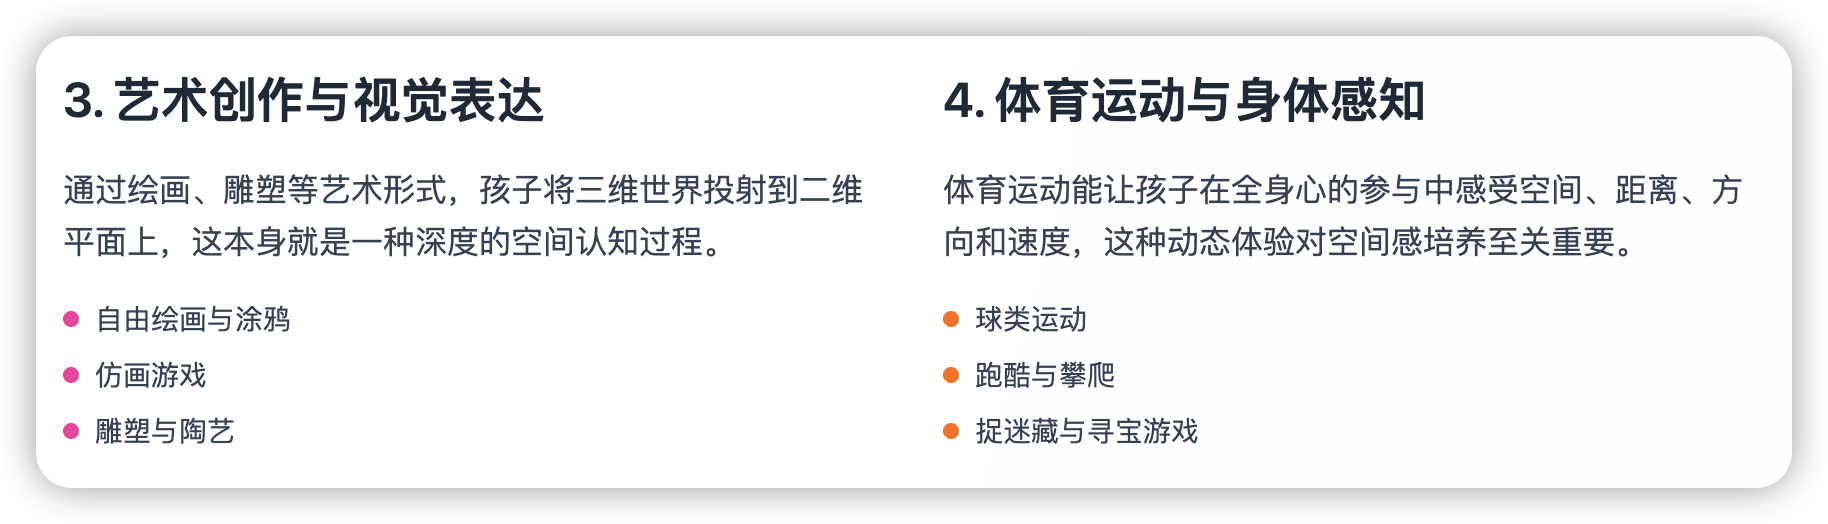 3. 艺术创作与视觉表达
通过绘画、雕塑等艺术形式，孩子将三维世界投射到二维
平面上，这本身就是一种深度的空间认知过程。
自由绘画与涂鸦
仿画游戏
雕塑与陶艺
4. 体育运动与身体感知
体育运动能让孩子在全身心的参与中感受空间、距离、方
向和速度，这种动态体验对空间感培养至关重要。
球类运动
跑酷与攀爬
捉迷藏与寻宝游戏